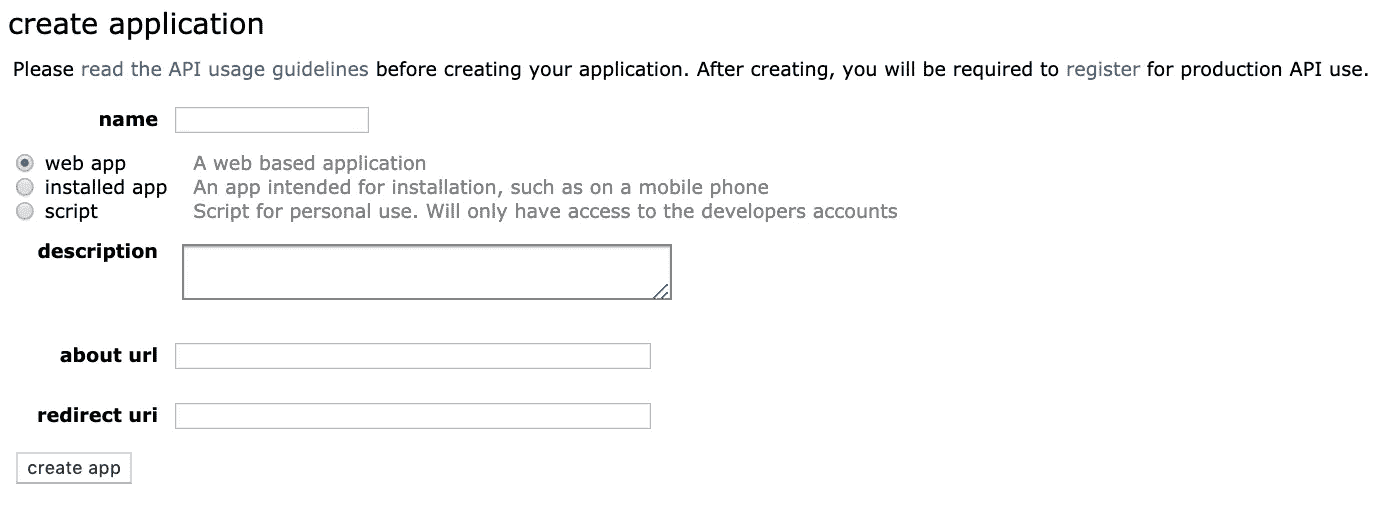 create application
Please read the API usage guidelines before creating your application. After creating, you will be required to register for production API use.
name
web app A web based application
installed app An app intended for installation, such as on a mobile phone
script Script for personal use. Will only have access to the developers accounts
description
about url
redirect uri
create app